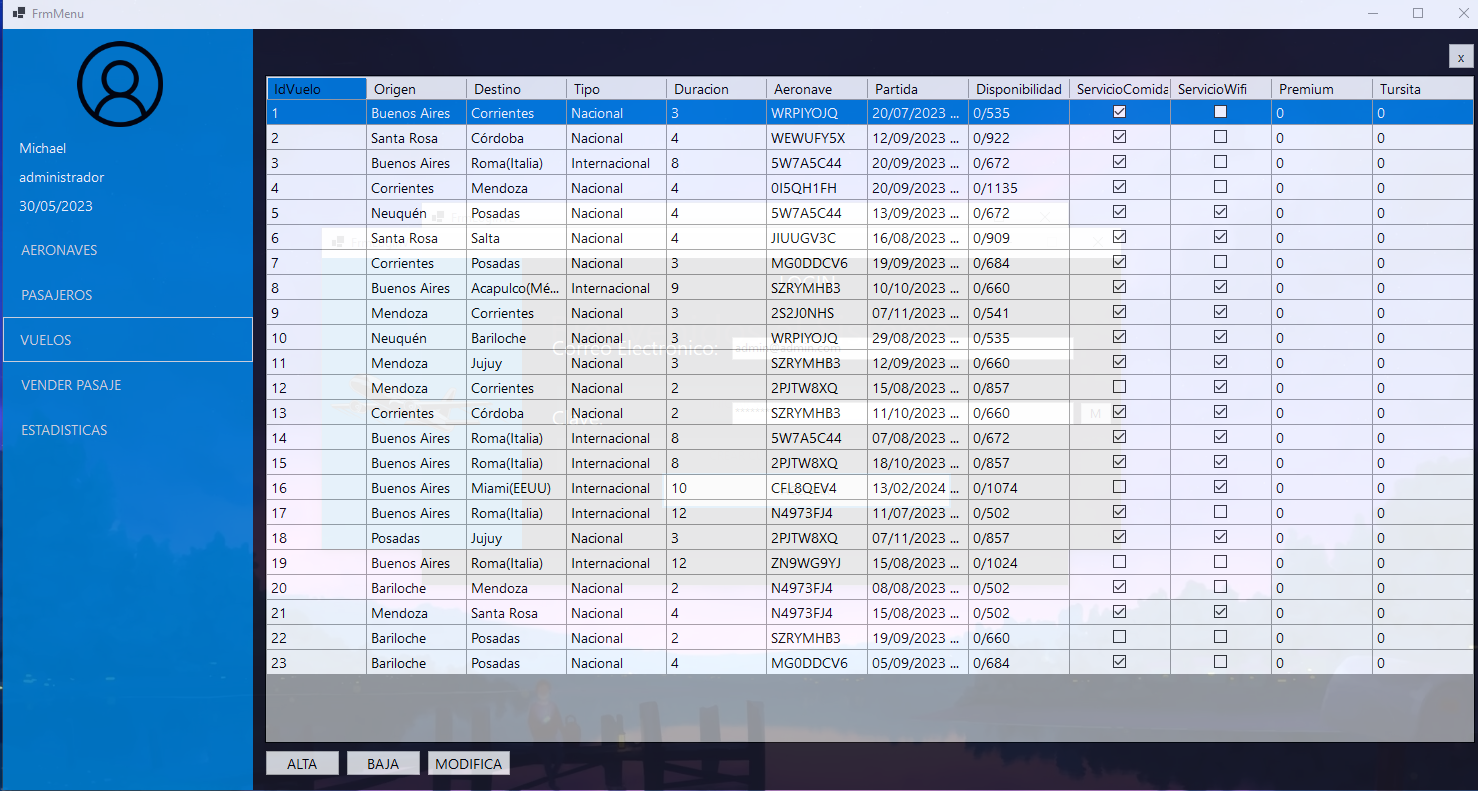 FrmMenu
x
Michael
administrador
30/05/2023
AERONAVES
PASAJEROS
VUELOS
VENDER PASAJE
ESTADISTICAS
IdVuelo Origen Destino Tipo Duracion Aeronave Partida Disponibilidad ServicioComida ServicioWifi Premium Tursita
1 Buenos Aires Corrientes Nacional 3 WRPIYOJQ 20/07/2023 ... 0/535 0 0
2 Santa Rosa Córdoba Nacional 4 WEWUFY5X 12/09/2023 ... 0/922 0 0
3 Buenos Aires Roma(Italia) Internacional 8 5W7A5C44 20/09/2023 ... 0/672 0 0
4 Corrientes Mendoza Nacional 4 0I5QH1FH 20/09/2023 ... 0/1135 0 0
5 Neuquén Posadas Nacional 4 5W7A5C44 13/09/2023 ... 0/672 0 0
6 Santa Rosa Salta Nacional 4 JIUUGV3C 16/08/2023 ... 0/909 0 0
7 Corrientes Posadas Nacional 3 MG0DDCV6 19/09/2023 ... 0/684 0 0
8 Buenos Aires Acapulco(Mé... Internacional 9 SZRYMHB3 10/10/2023 ... 0/660 0 0
9 Mendoza Corrientes Nacional 3 2S2J0NHS 07/11/2023 ... 0/541 0 0
10 Neuquén Bariloche Nacional 3 WRPIYOJQ 29/08/2023 ... 0/535 0 0
11 Mendoza Jujuy Nacional 3 SZRYMHB3 12/09/2023 ... 0/660 0 0
12 Mendoza Corrientes Nacional 2 2PJTW8XQ 15/08/2023 ... 0/857 0 0
13 Corrientes Córdoba Nacional 2 SZRYMHB3 11/10/2023 ... 0/660 0 0
14 Buenos Aires Roma(Italia) Internacional 8 5W7A5C44 07/08/2023 ... 0/672 0 0
15 Buenos Aires Roma(Italia) Internacional 8 2PJTW8XQ 18/10/2023 ... 0/857 0 0
16 Buenos Aires Miami(EEUU) Internacional 10 CFL8QEV4 13/02/2024 ... 0/1074 0 0
17 Buenos Aires Roma(Italia) Internacional 12 N4973FJ4 11/07/2023 ... 0/502 0 0
18 Posadas Jujuy Nacional 3 2PJTW8XQ 07/11/2023 ... 0/857 0 0
19 Buenos Aires Roma(Italia) Internacional 12 ZN9WG9YJ 15/08/2023 ... 0/1024 0 0
20 Bariloche Mendoza Nacional 2 N4973FJ4 08/08/2023 ... 0/502 0 0
21 Mendoza Santa Rosa Nacional 4 N4973FJ4 15/08/2023 ... 0/502 0 0
22 Bariloche Posadas Nacional 2 SZRYMHB3 19/09/2023 ... 0/660 0 0
23 Bariloche Posadas Nacional 4 MG0DDCV6 05/09/2023 ... 0/684 0 0
LOGIN
Correo Electronico:
M
ALTA BAJA MODIFICA